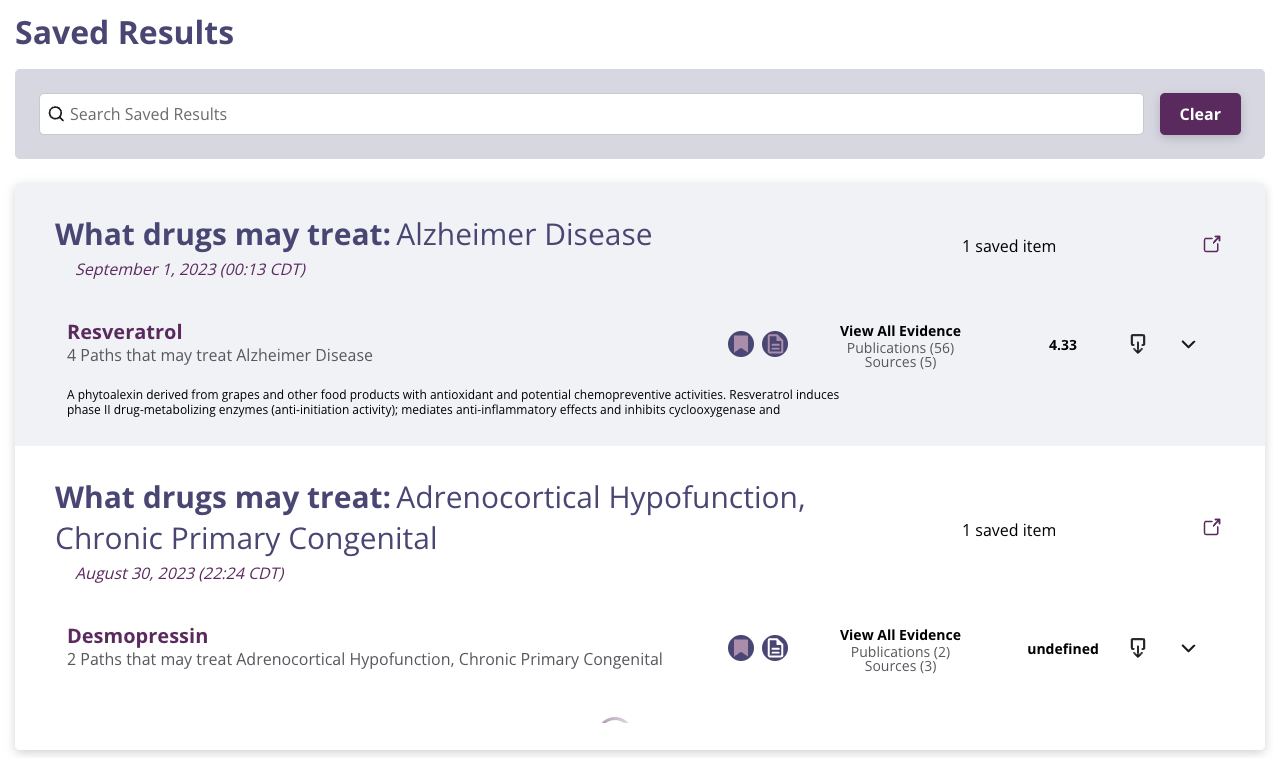 Saved Results
Search Saved Results
Clear
What drugs may treat: Alzheimer Disease
September 1, 2023 (00:13 CDT)
1 saved item
Resveratrol
4 Paths that may treat Alzheimer Disease
View All Evidence
Publications (56)
Sources (5)
4.33
A phytoalexin derived from grapes and other food products with antioxidant and potential chemopreventive activities. Resveratrol induces
phase II drug-metabolizing enzymes (anti-initiation activity); mediates anti-inflammatory effects and inhibits cyclooxygenase and
What drugs may treat: Adrenocortical Hypofunction,
Chronic Primary Congenital
August 30, 2023 (22:24 CDT)
1 saved item
Desmopressin
2 Paths that may treat Adrenocortical Hypofunction, Chronic Primary Congenital
View All Evidence
Publications (2)
Sources (3)
undefined